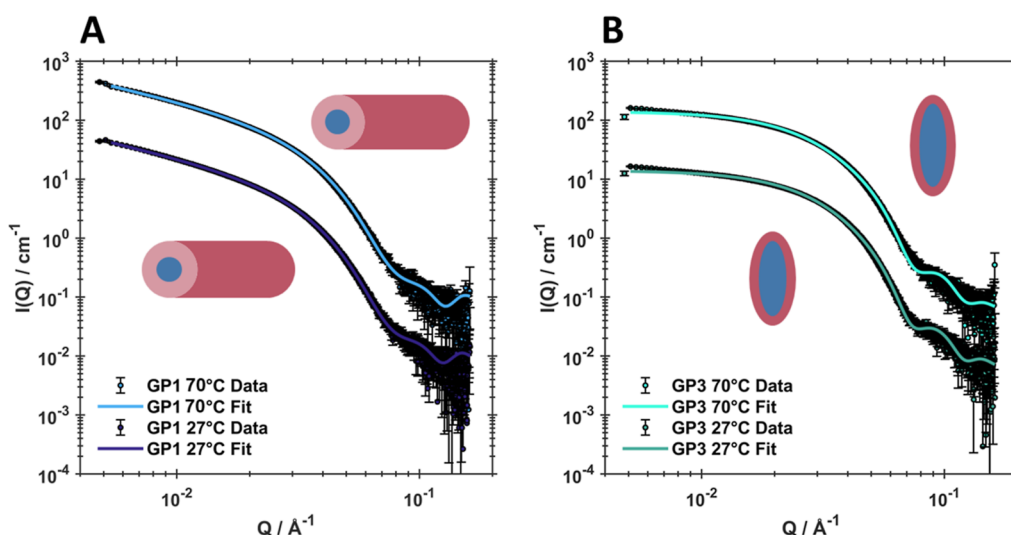 A
B
10³
10²
10¹
10⁰
10⁻¹
10⁻²
10⁻³
10⁻⁴
I(Q) / cm⁻¹
GP1 70°C Data
GP1 70°C Fit
GP1 27°C Data
GP1 27°C Fit
10⁻²
10⁻¹
Q / Å⁻¹
10³
10²
10¹
10⁰
10⁻¹
10⁻²
10⁻³
10⁻⁴
I(Q) / cm⁻¹
GP3 70°C Data
GP3 70°C Fit
GP3 27°C Data
GP3 27°C Fit
10⁻²
10⁻¹
Q / Å⁻¹